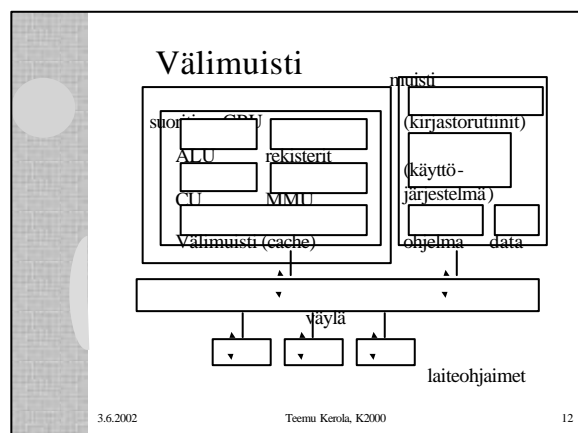 Välimuisti
muisti
suoritin CPU
(kirjastorutiinit)
ALU rekisterit
(käyttö-
järjestelmä)
CU MMU
Välimuisti (cache)
ohjelma data
väylä
laiteohjaimet
3.6.2002 Teemu Kerola, K2000 12